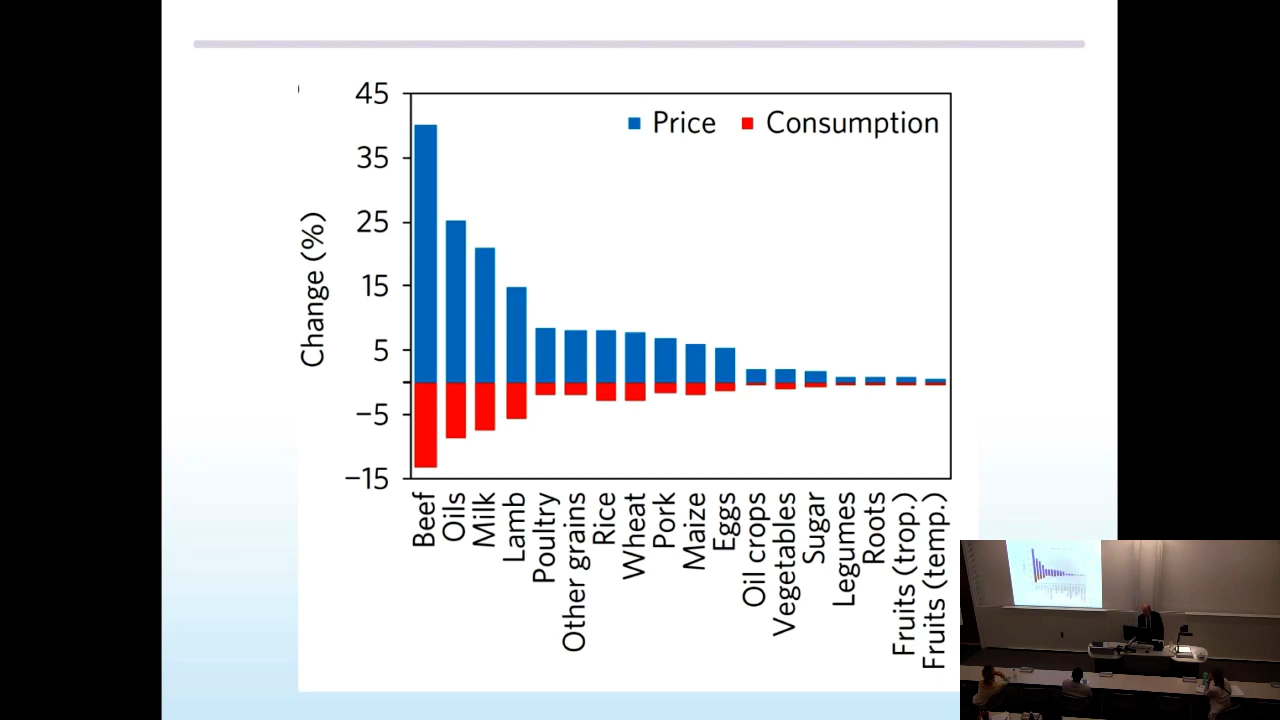 45
35
25
15
5
−5
−15
Change (%)
Price
Consumption
Beef
Oils
Milk
Lamb
Poultry
Other grains
Rice
Wheat
Pork
Maize
Eggs
Oil crops
Vegetables
Sugar
Legumes
Roots
Fruits (trop.)
Fruits (temp.)